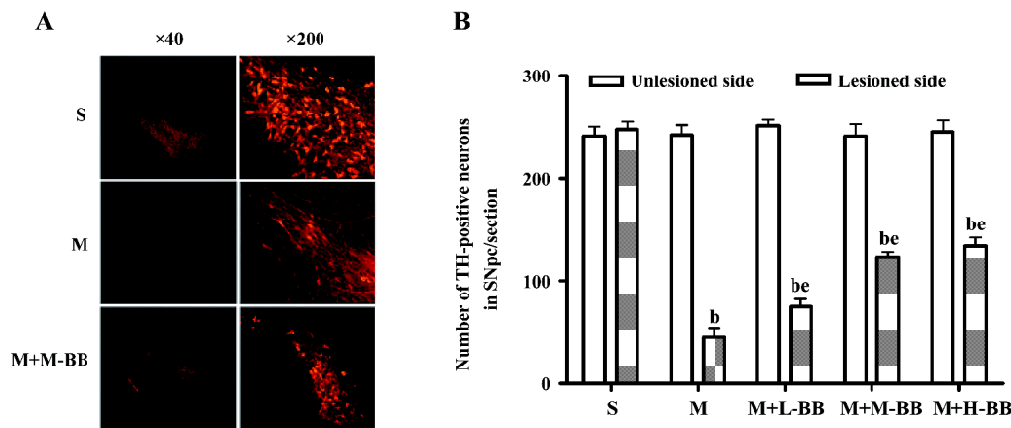 A
×40
×200
S
M
M+M-BB
B
Unlesioned side
Lesioned side
Number of TH-positive neurons
in SNpc/section
300
200
100
0
b
be
be
be
S
M
M+L-BB
M+M-BB
M+H-BB